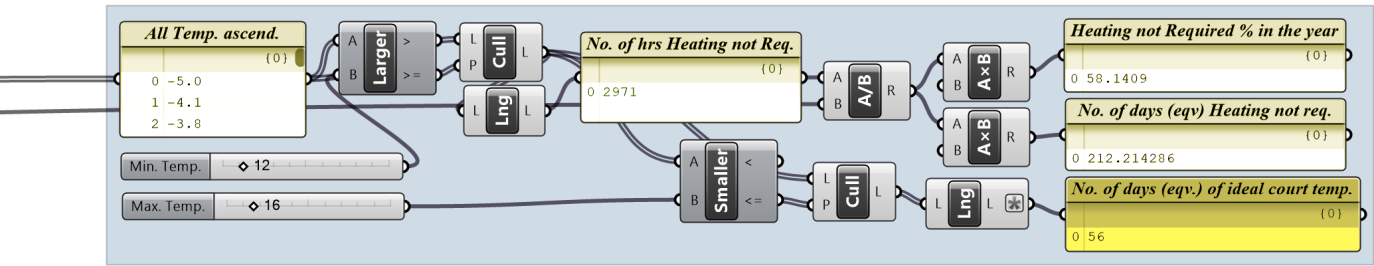 All Temp. ascend.
{0}
0 -5.0
1 -4.1
2 -3.8
Min. Temp. 12
Max. Temp. 16
A
B
Larger
>
>=
L
P
Cull
L
L
Lng
L
No. of hrs Heating not Req.
{0}
0 2971
A
B
Smaller
<
<=
A
B
A/B
R
L
P
Cull
L
A
B
A×B
R
A
B
A×B
R
L
Lng
L
Heating not Required % in the year
{0}
0 58.1409
No. of days (eqv) Heating not req.
{0}
0 212.214286
No. of days (eqv.) of ideal court temp.
{0}
0 56